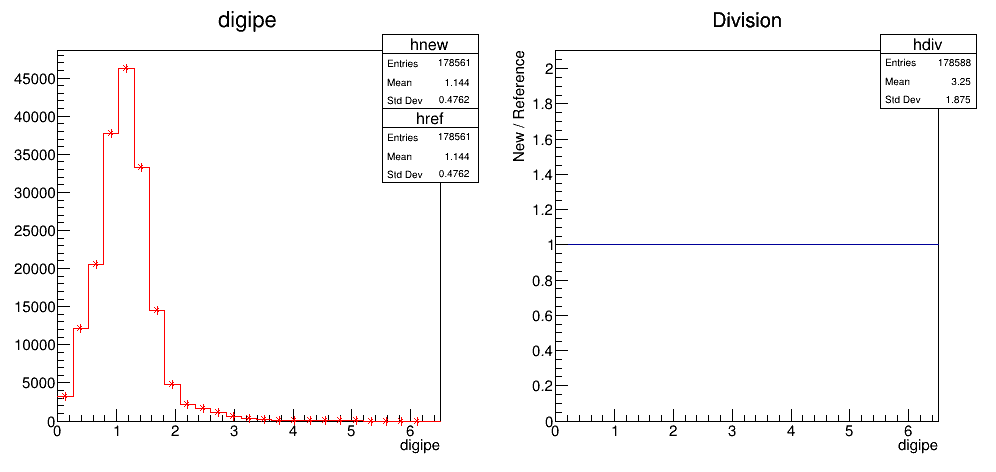 digipe
hnew
Entries 178561
Mean 1.144
Std Dev 0.4762
href
Entries 178561
Mean 1.144
Std Dev 0.4762
45000
40000
35000
30000
25000
20000
15000
10000
5000
0
0 1 2 3 4 5 6
digipe
Division
hdiv
Entries 178588
Mean 3.25
Std Dev 1.875
New / Reference
2
1.8
1.6
1.4
1.2
1
0.8
0.6
0.4
0.2
0
0 1 2 3 4 5 6
digipe